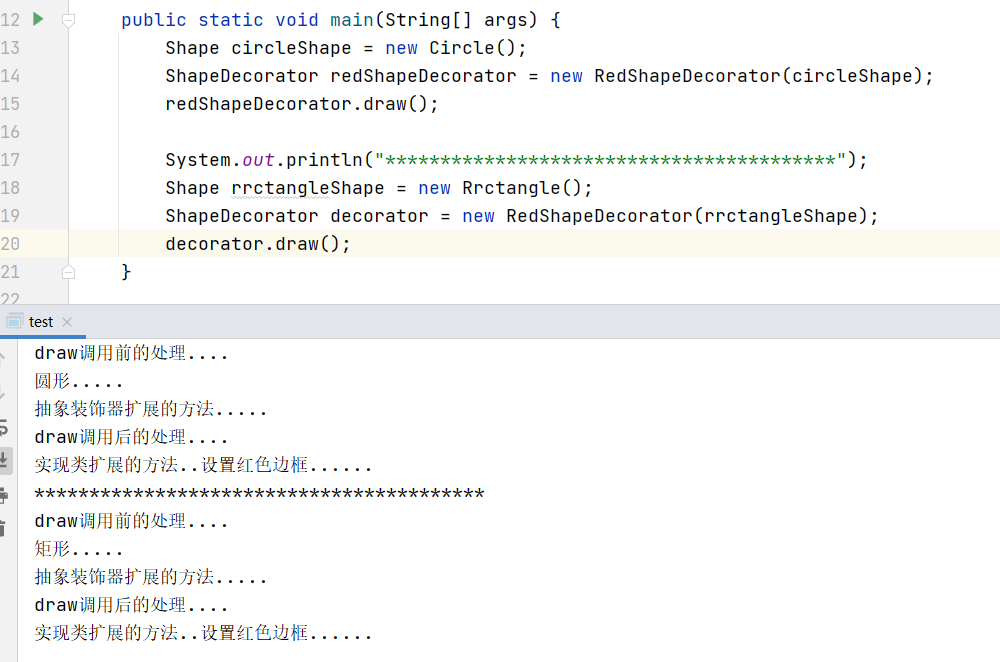 12 public static void main(String[] args) {
13 Shape circleShape = new Circle();
14 ShapeDecorator redShapeDecorator = new RedShapeDecorator(circleShape);
15 redShapeDecorator.draw();
16
17 System.out.println("*****************************************");
18 Shape rrctangleShape = new Rrctangle();
19 ShapeDecorator decorator = new RedShapeDecorator(rrctangleShape);
20 decorator.draw();
21 }
22
test
draw调用前的处理....
圆形.....
抽象装饰器扩展的方法.....
draw调用后的处理....
实现类扩展的方法..设置红色边框......
*****************************************
draw调用前的处理....
矩形.....
抽象装饰器扩展的方法.....
draw调用后的处理....
实现类扩展的方法..设置红色边框......